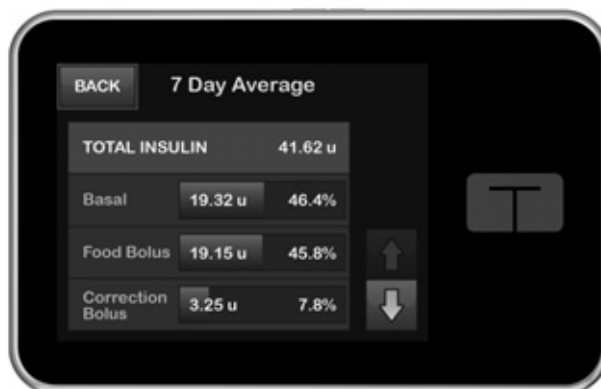 BACK
7 Day Average
TOTAL INSULIN 41.62 u
Basal 19.32 u 46.4%
Food Bolus 19.15 u 45.8%
Correction
Bolus 3.25 u 7.8%